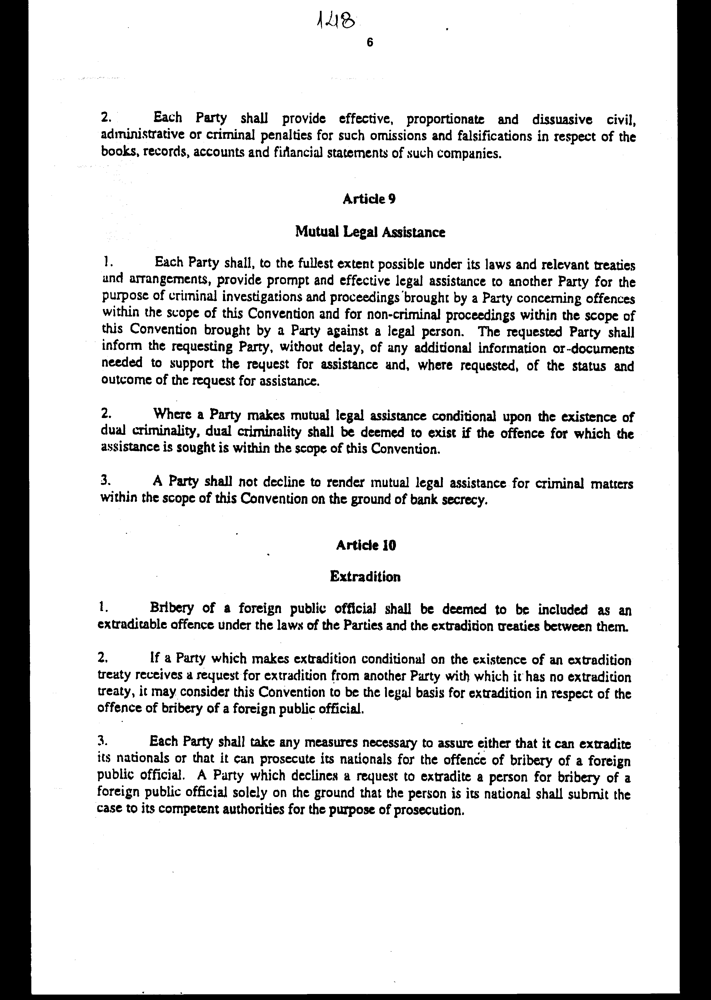 148
6
2. Each Party shall provide effective, proportionate and dissuasive civil,
administrative or criminal penalties for such omissions and falsifications in respect of the
books, records, accounts and financial statements of such companies.
Article 9
Mutual Legal Assistance
1. Each Party shall, to the fullest extent possible under its laws and relevant treaties
and arrangements, provide prompt and effective legal assistance to another Party for the
purpose of criminal investigations and proceedings brought by a Party concerning offences
within the scope of this Convention and for non-criminal proceedings within the scope of
this Convention brought by a Party against a legal person. The requested Party shall
inform the requesting Party, without delay, of any additional information or documents
needed to support the request for assistance and, where requested, of the status and
outcome of the request for assistance.
2. Where a Party makes mutual legal assistance conditional upon the existence of
dual criminality, dual criminality shall be deemed to exist if the offence for which the
assistance is sought is within the scope of this Convention.
3. A Party shall not decline to render mutual legal assistance for criminal matters
within the scope of this Convention on the ground of bank secrecy.
Article 10
Extradition
1. Bribery of a foreign public official shall be deemed to be included as an
extraditable offence under the laws of the Parties and the extradition treaties between them.
2. If a Party which makes extradition conditional on the existence of an extradition
treaty receives a request for extradition from another Party with which it has no extradition
treaty, it may consider this Convention to be the legal basis for extradition in respect of the
offence of bribery of a foreign public official.
3. Each Party shall take any measures necessary to assure either that it can extradite
its nationals or that it can prosecute its nationals for the offence of bribery of a foreign
public official. A Party which declines a request to extradite a person for bribery of a
foreign public official solely on the ground that the person is its national shall submit the
case to its competent authorities for the purpose of prosecution.